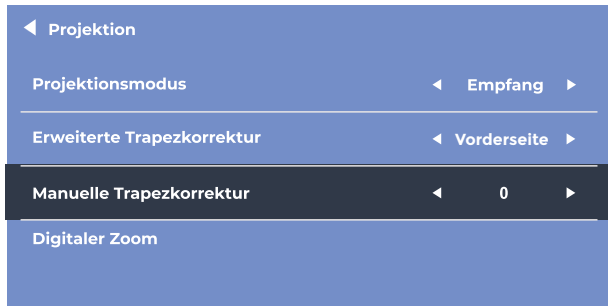 Projektion
Projektionsmodus Empfang
Erweiterte Trapezkorrektur Vorderseite
Manuelle Trapezkorrektur 0
Digitaler Zoom